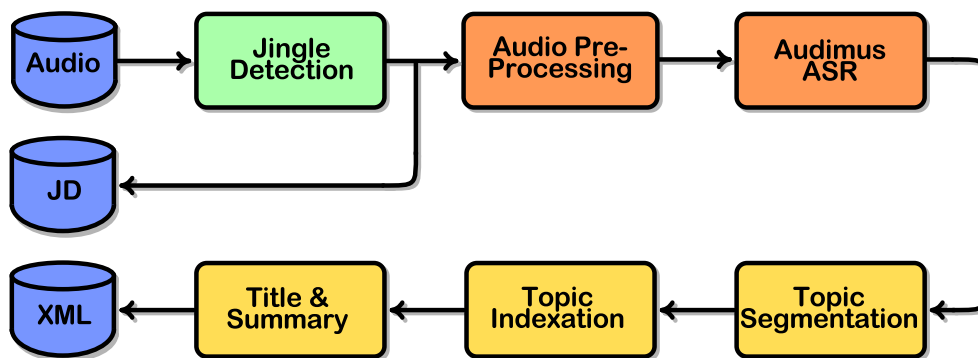 Audio
Jingle
Detection
Audio Pre-
Processing
Audimus
ASR
JD
XML
Title &
Summary
Topic
Indexation
Topic
Segmentation